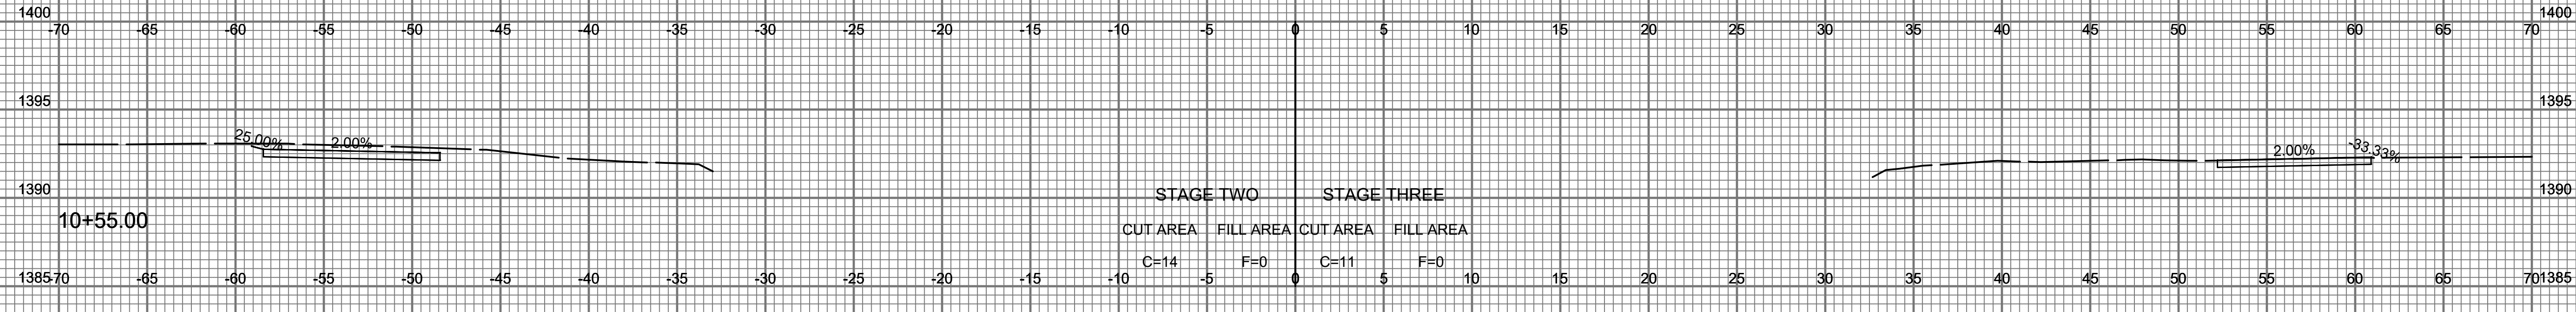 1400 1400
-70 -65 -60 -55 -50 -45 -40 -35 -30 -25 -20 -15 -10 -5 0 5 10 15 20 25 30 35 40 45 50 55 60 65 70
1395 1395
25.00% 2.00% 2.00% -33.33%
1390 STAGE TWO STAGE THREE 1390
10+55.00
CUT AREA FILL AREA CUT AREA FILL AREA
C=14 F=0 C=11 F=0
1385 -70 -65 -60 -55 -50 -45 -40 -35 -30 -25 -20 -15 -10 -5 0 5 10 15 20 25 30 35 40 45 50 55 60 65 70 1385